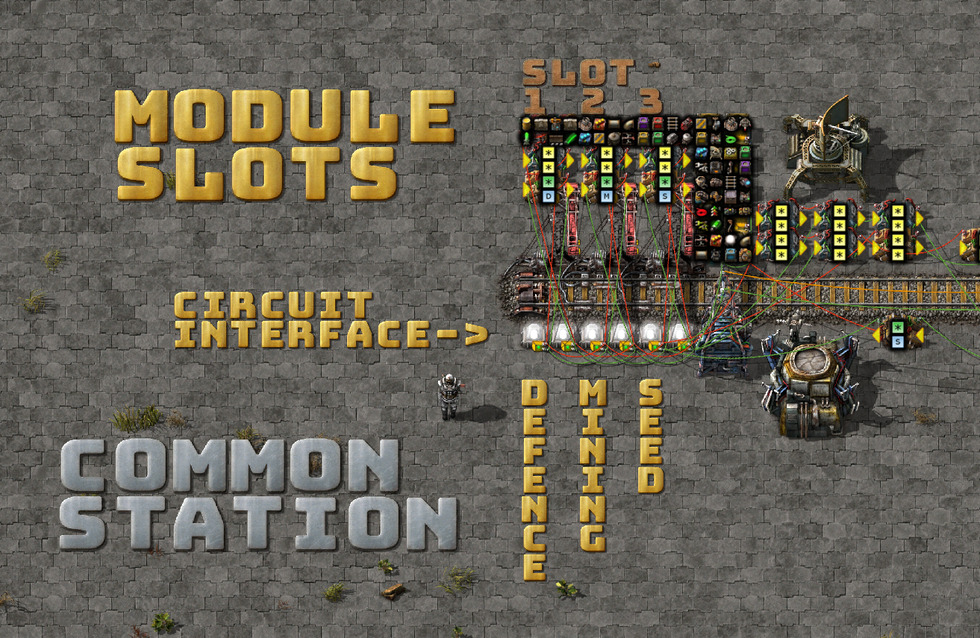 MODULE
SLOTS
SLOT
1 2 3
D M S
S
CIRCUIT
INTERFACE->
DEFENCE
MINING
SEED
COMMON
STATION